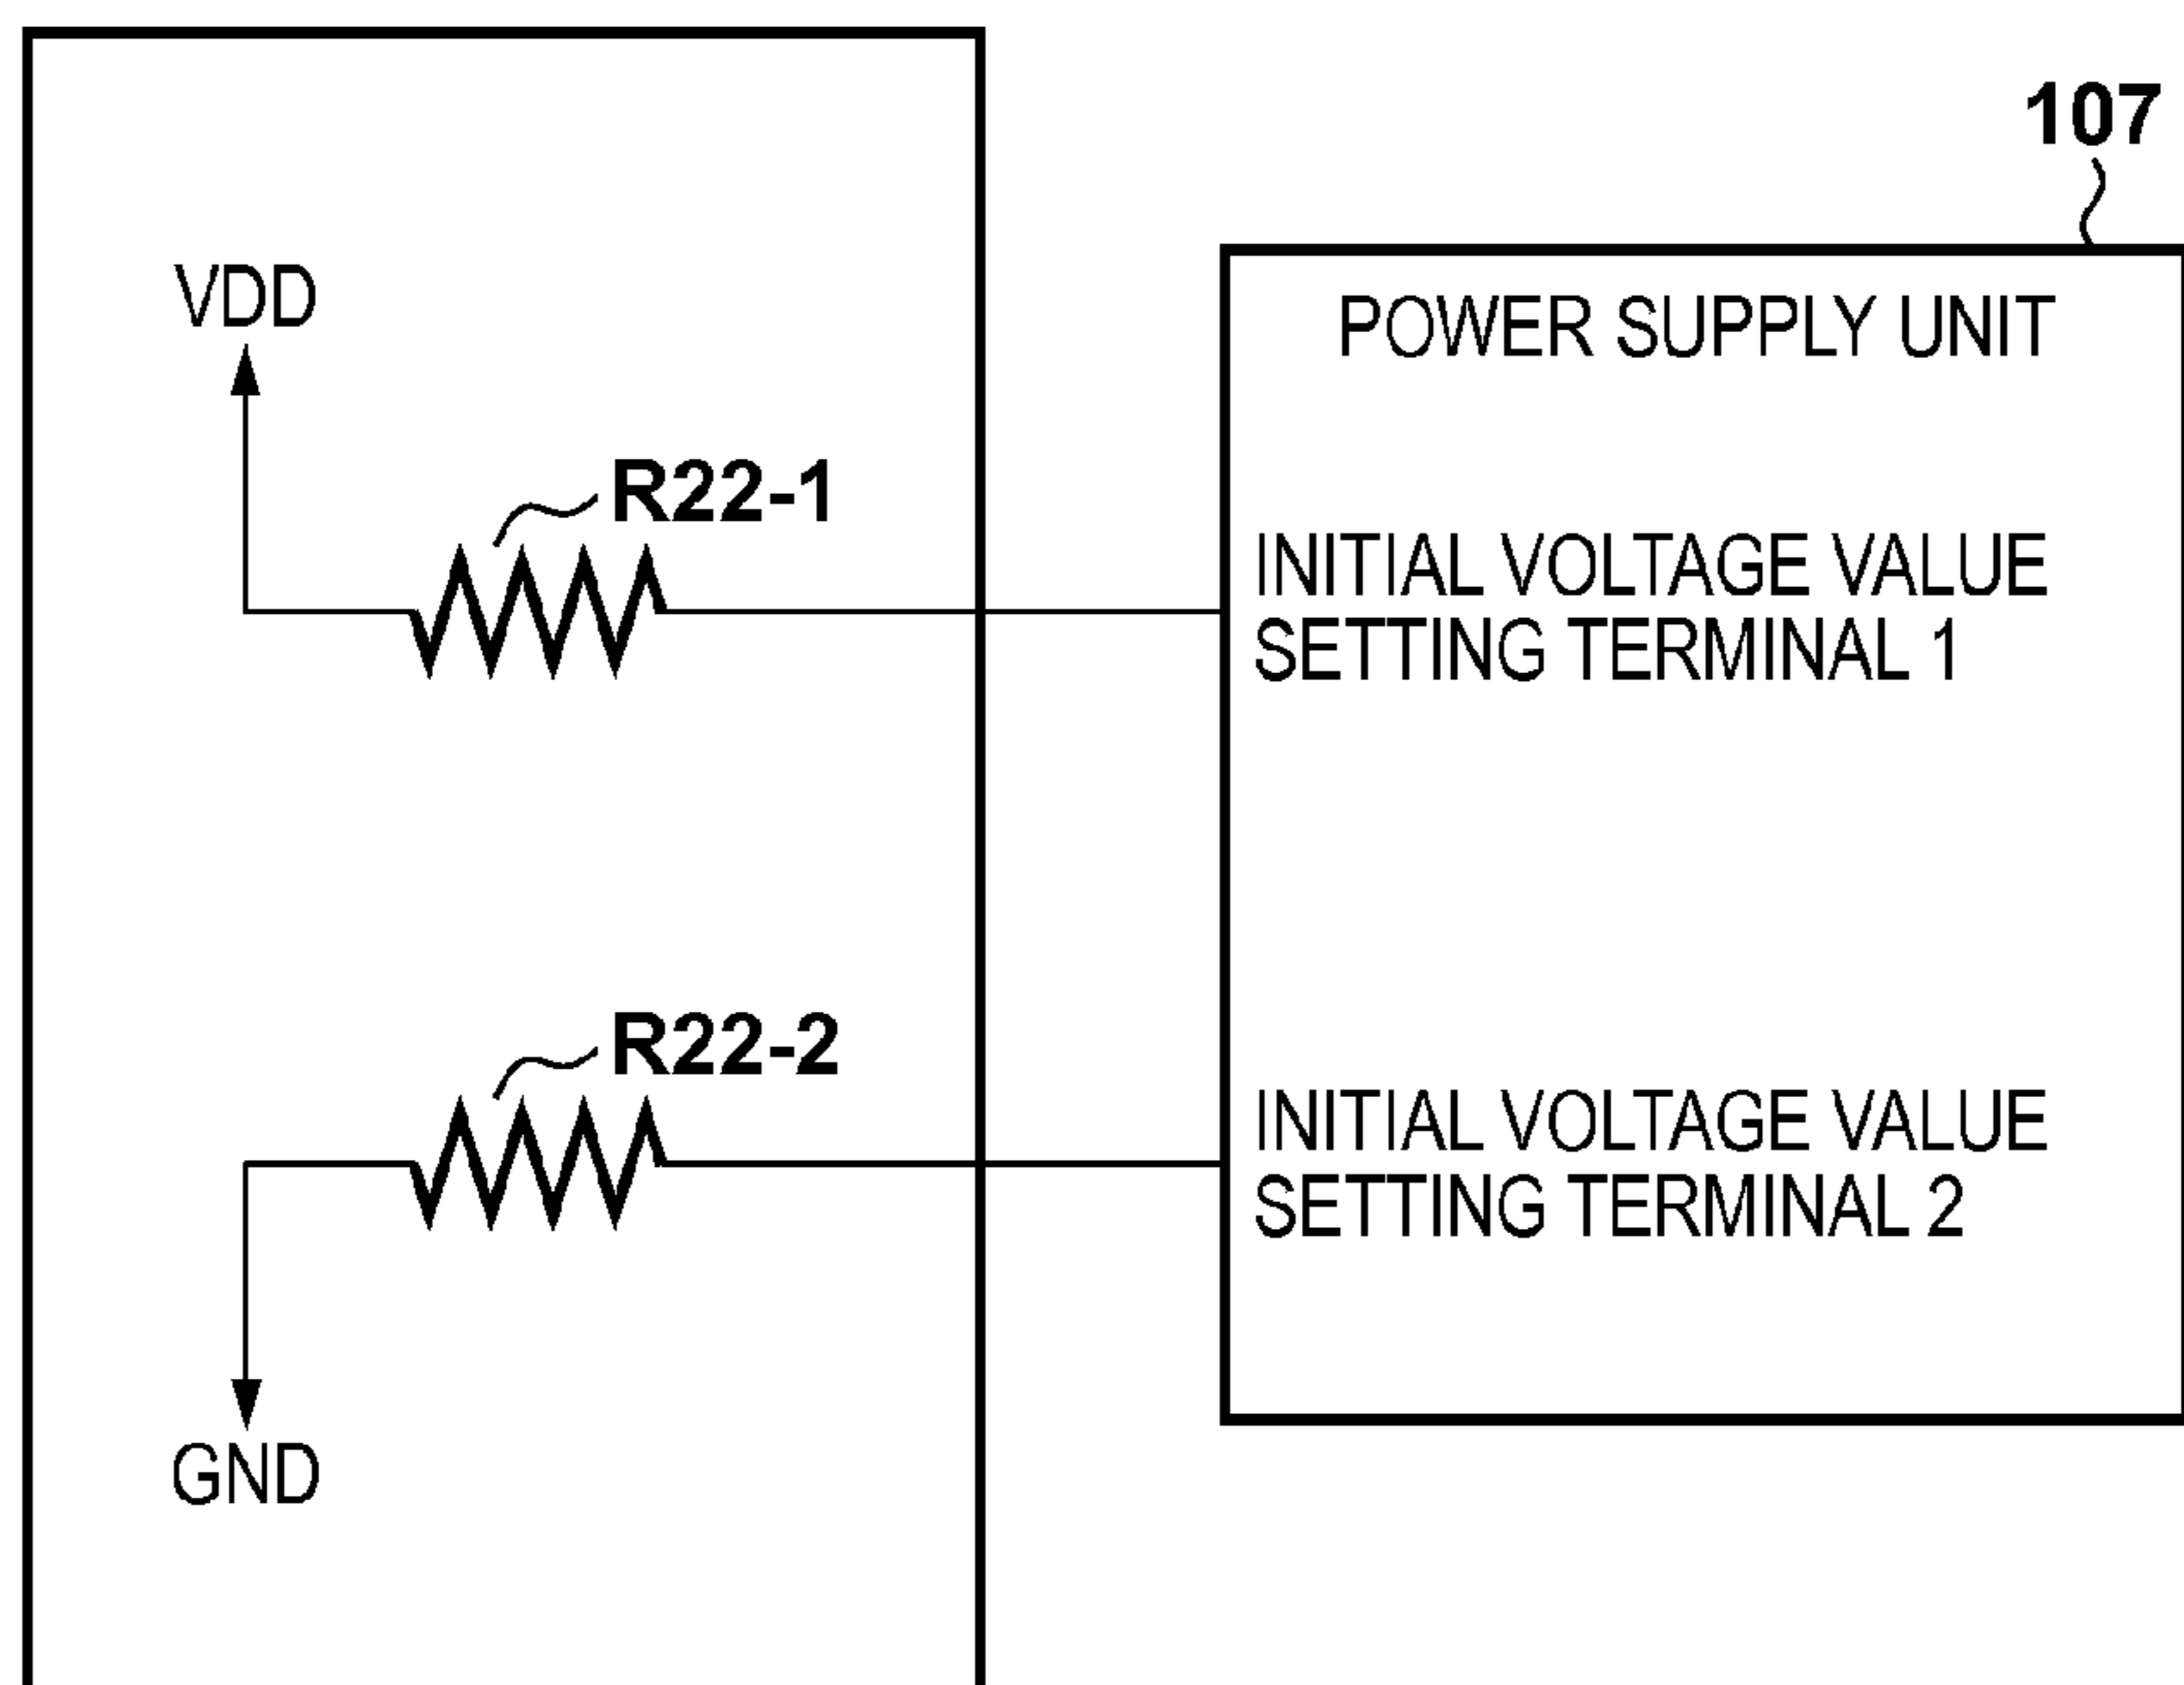 107
VDD
POWER SUPPLY UNIT
R22-1
INITIAL VOLTAGE VALUE
SETTING TERMINAL 1
R22-2
INITIAL VOLTAGE VALUE
SETTING TERMINAL 2
GND